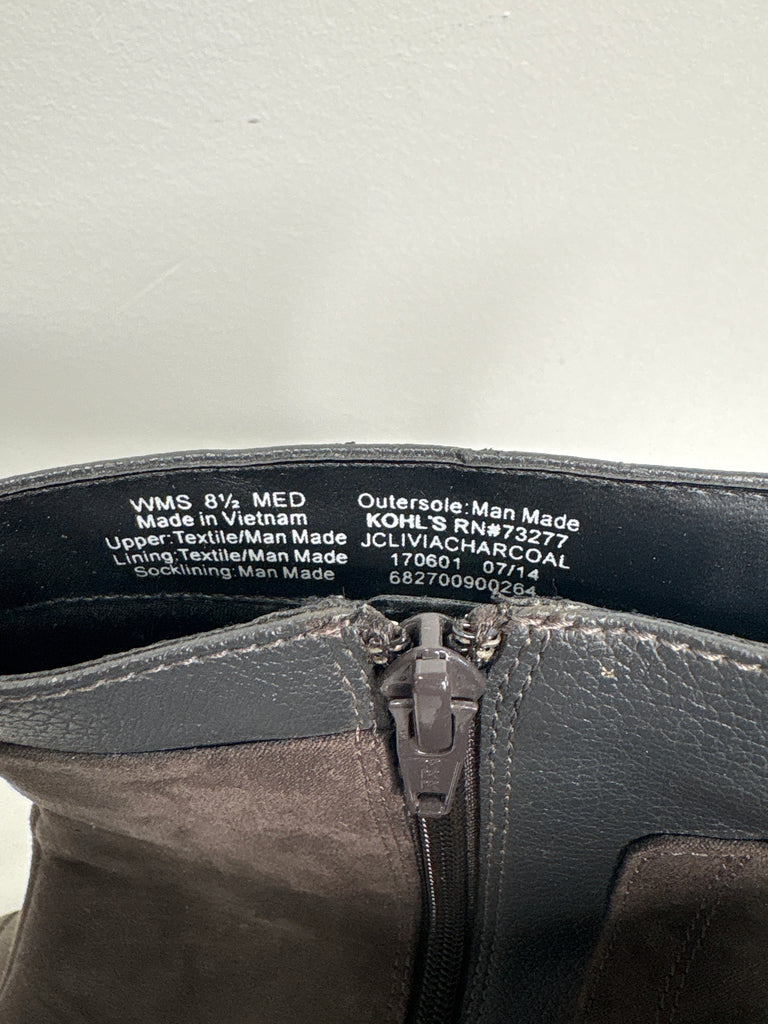 WMS 8½ MED
Made in Vietnam
Upper:Textile/Man Made
Lining:Textile/Man Made
Socklining:Man Made
Outersole:Man Made
KOHL'S RN#73277
JCLIVIACHARCOAL
170601 07/14
682700900264